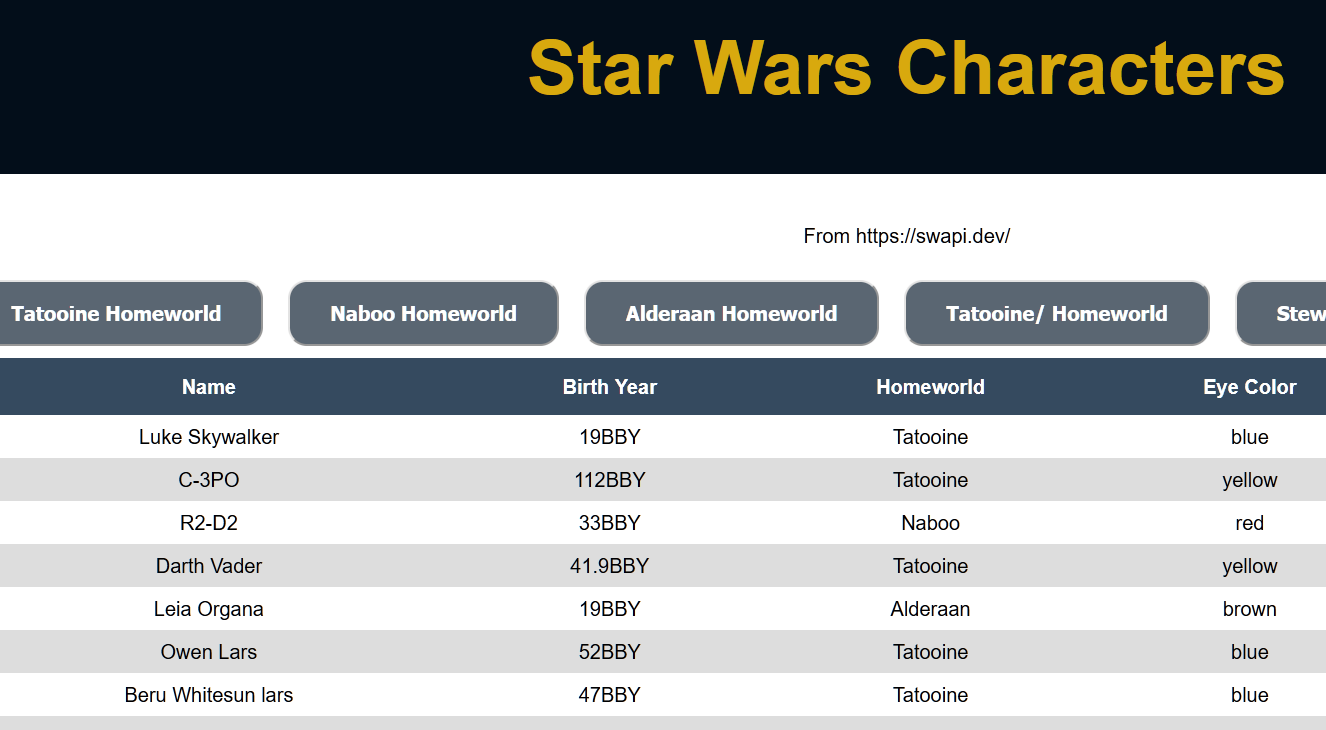 Star Wars Characters
From https://swapi.dev/
Tatooine Homeworld Naboo Homeworld Alderaan Homeworld Tatooine/ Homeworld Stew
Name Birth Year Homeworld Eye Color
Luke Skywalker 19BBY Tatooine blue
C-3PO 112BBY Tatooine yellow
R2-D2 33BBY Naboo red
Darth Vader 41.9BBY Tatooine yellow
Leia Organa 19BBY Alderaan brown
Owen Lars 52BBY Tatooine blue
Beru Whitesun lars 47BBY Tatooine blue